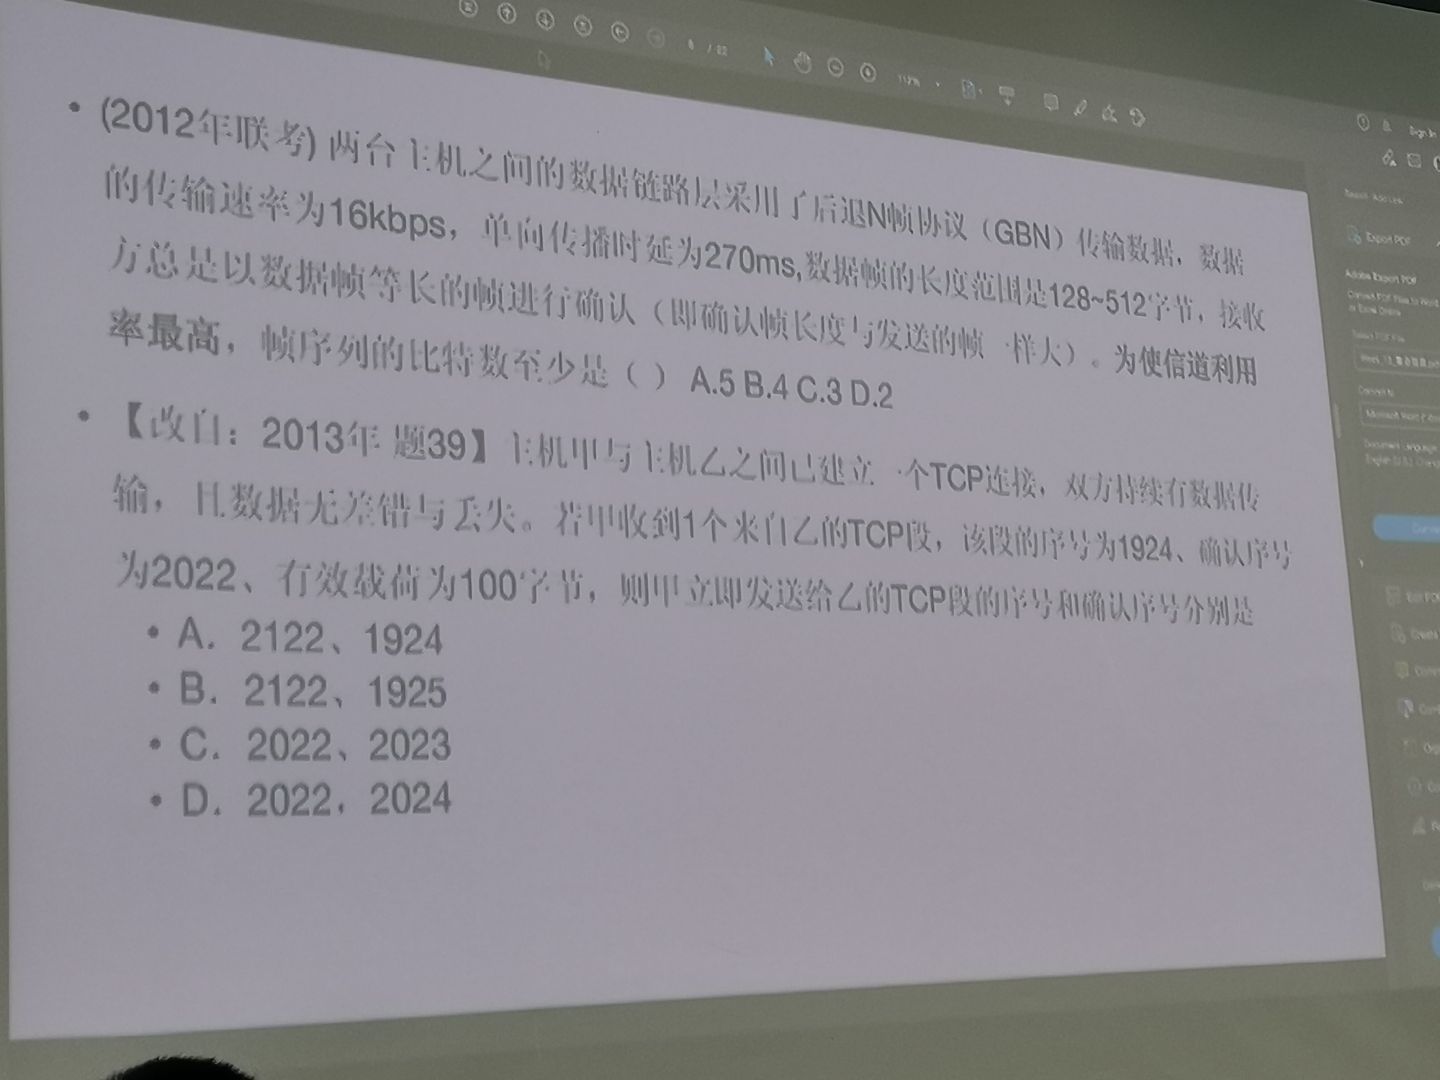 8 / 22
112%
Sign In
• (2012年联考) 两台主机之间的数据链路层采用了后退N帧协议（GBN）传输数据，数据
的传输速率为16kbps，单向传播时延为270ms,数据帧的长度范围是128~512字节，接收
方总是以数据帧等长的帧进行确认（即确认帧长度与发送的帧一样大）。为使信道利用
率最高，帧序列的比特数至少是（ ） A.5 B.4 C.3 D.2
• 【改自：2013年 题39】主机甲与主机乙之间已建立一个TCP连接，双方持续有数据传
输，且数据无差错与丢失。若甲收到1个来自乙的TCP段，该段的序号为1924、确认序号
为2022、有效载荷为100字节，则甲立即发送给乙的TCP段的序号和确认序号分别是
• A. 2122、1924
• B. 2122、1925
• C. 2022、2023
• D. 2022，2024
Export PDF
Adobe Export PDF